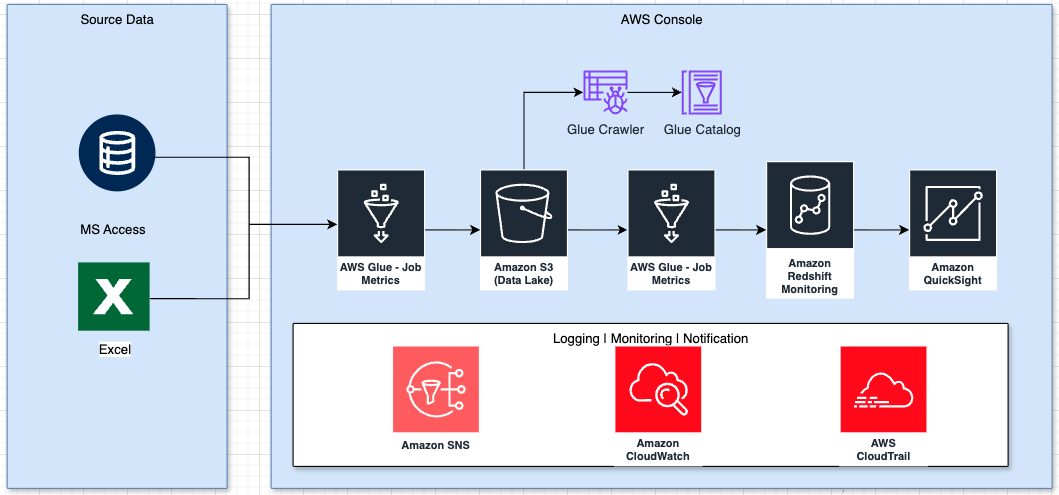 Source Data
AWS Console
MS Access
Excel
Glue Crawler
Glue Catalog
AWS Glue - Job
Metrics
Amazon S3
(Data Lake)
AWS Glue - Job
Metrics
Amazon
Redshift
Monitoring
Amazon
QuickSight
Logging | Monitoring | Notification
Amazon SNS
Amazon
CloudWatch
AWS
CloudTrail